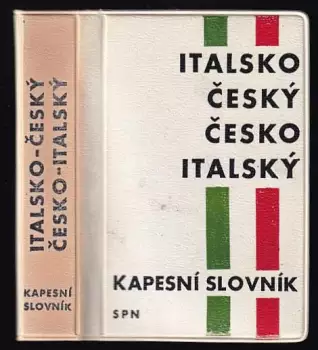 ITALSKO-ČESKÝ
ČESKO-ITALSKÝ
KAPESNÍ
SLOVNÍK
ITALSKO
ČESKÝ
ČESKO
ITALSKÝ
KAPESNÍ SLOVNÍK
SPN